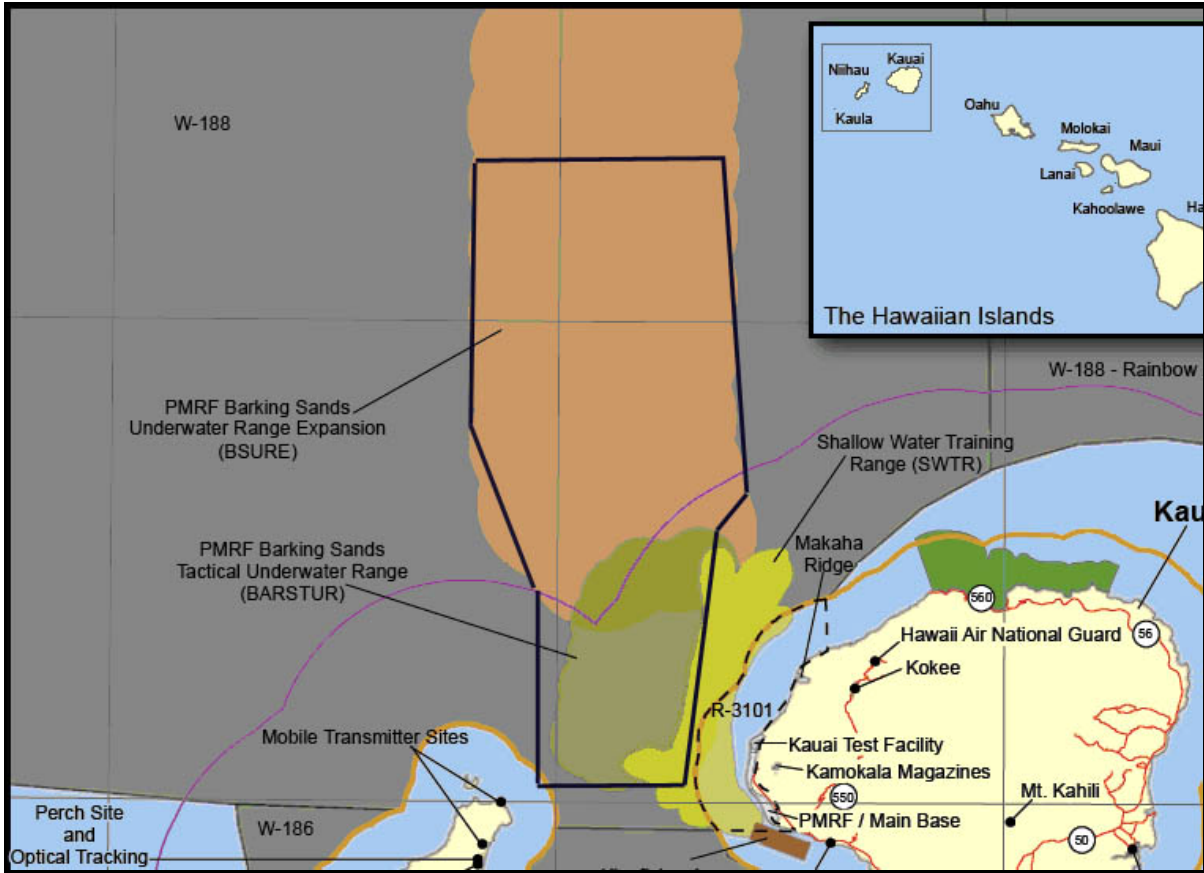 W-188
Niihau
Kauai
Kaula
Oahu
Molokai
Maui
Lanai
Kahoolawe
The Hawaiian Islands
W-188 - Rainbow
PMRF Barking Sands
Underwater Range Expansion
(BSURE)
Shallow Water Training
Range (SWTR)
PMRF Barking Sands
Tactical Underwater Range
(BARSTUR)
Makaha
Ridge
560
56
Hawaii Air National Guard
Kokee
R-3101
Mobile Transmitter Sites
Kauai Test Facility
Kamokala Magazines
550
Mt. Kahili
PMRF / Main Base
50
Perch Site
and
Optical Tracking
W-186